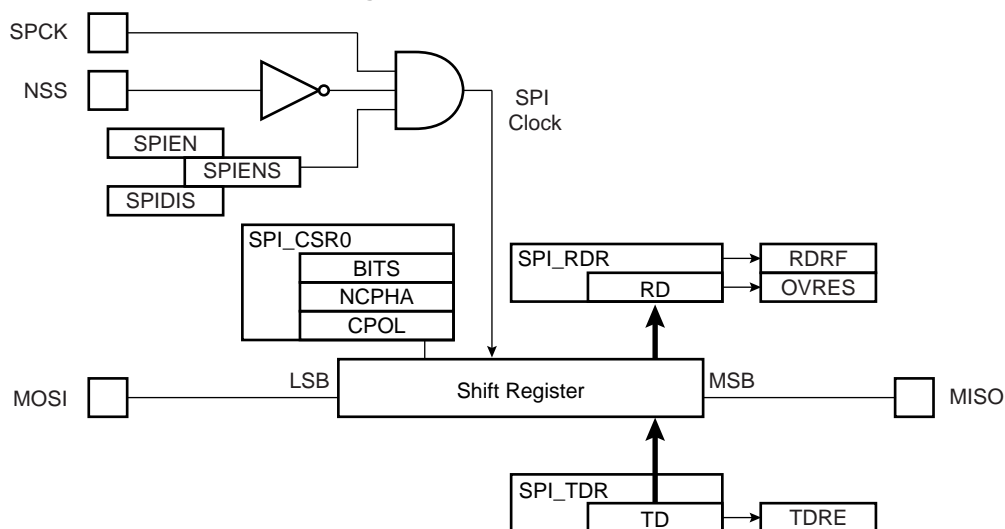 SPCK
NSS
SPI
Clock
SPIEN
SPIENS
SPIDIS
SPI_CSR0
BITS
NCPHA
CPOL
SPI_RDR
RD
RDRF
OVRES
MOSI
LSB
Shift Register
MSB
MISO
SPI_TDR
TD
TDRE